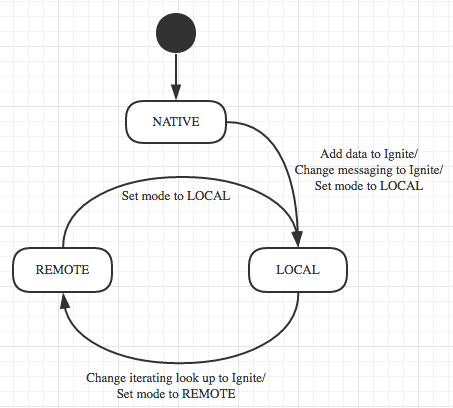 NATIVE
Add data to Ignite/
Change messaging to Ignite/
Set mode to LOCAL
Set mode to LOCAL
REMOTE
LOCAL
Change iterating look up to Ignite/
Set mode to REMOTE